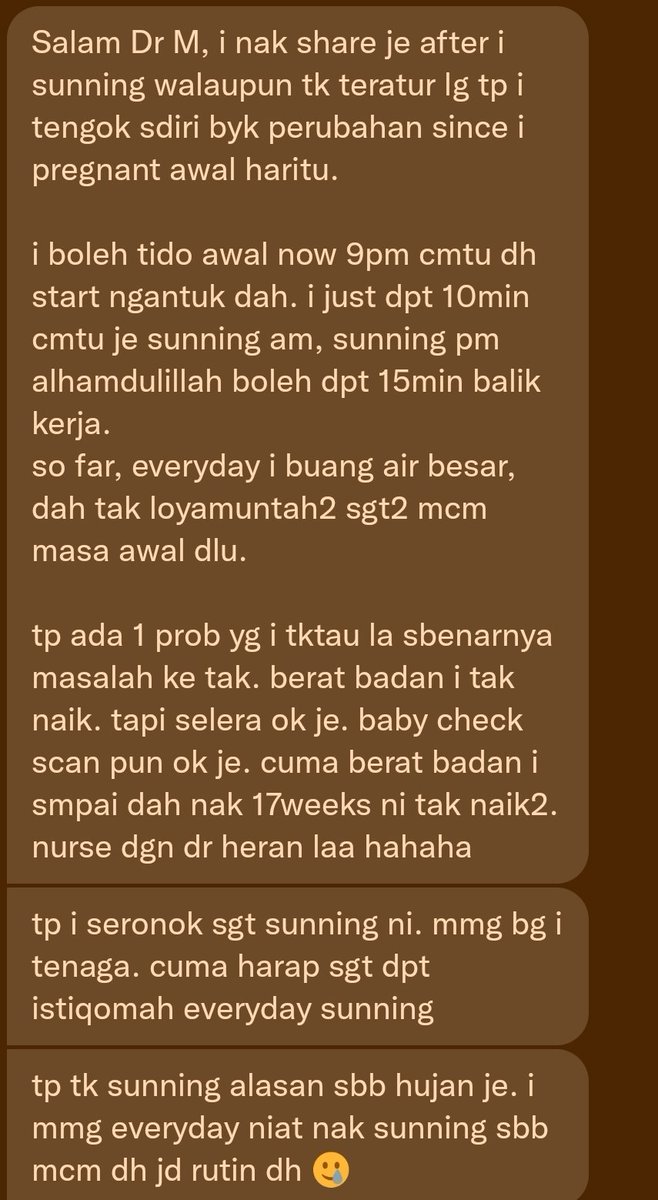 Salam Dr M, i nak share je after i
sunning walaupun tk teratur lg tp i
tengok sdiri byk perubahan since i
pregnant awal haritu.
i boleh tido awal now 9pm cmtu dh
start ngantuk dah. i just dpt 10min
cmtu je sunning am, sunning pm
alhamdulillah boleh dpt 15min balik
kerja.
so far, everyday i buang air besar,
dah tak loyamuntah2 sgt2 mcm
masa awal dlu.
tp ada 1 prob yg i tktau la sbenarnya
masalah ke tak. berat badan i tak
naik. tapi selera ok je. baby check
scan pun ok je. cuma berat badan i
smpai dah nak 17weeks ni tak naik2.
nurse dgn dr heran laa hahaha
tp i seronok sgt sunning ni. mmg bg i
tenaga. cuma harap sgt dpt
istiqomah everyday sunning
tp tk sunning alasan sbb hujan je. i
mmg everyday niat nak sunning sbb
mcm dh jd rutin dh 🥲